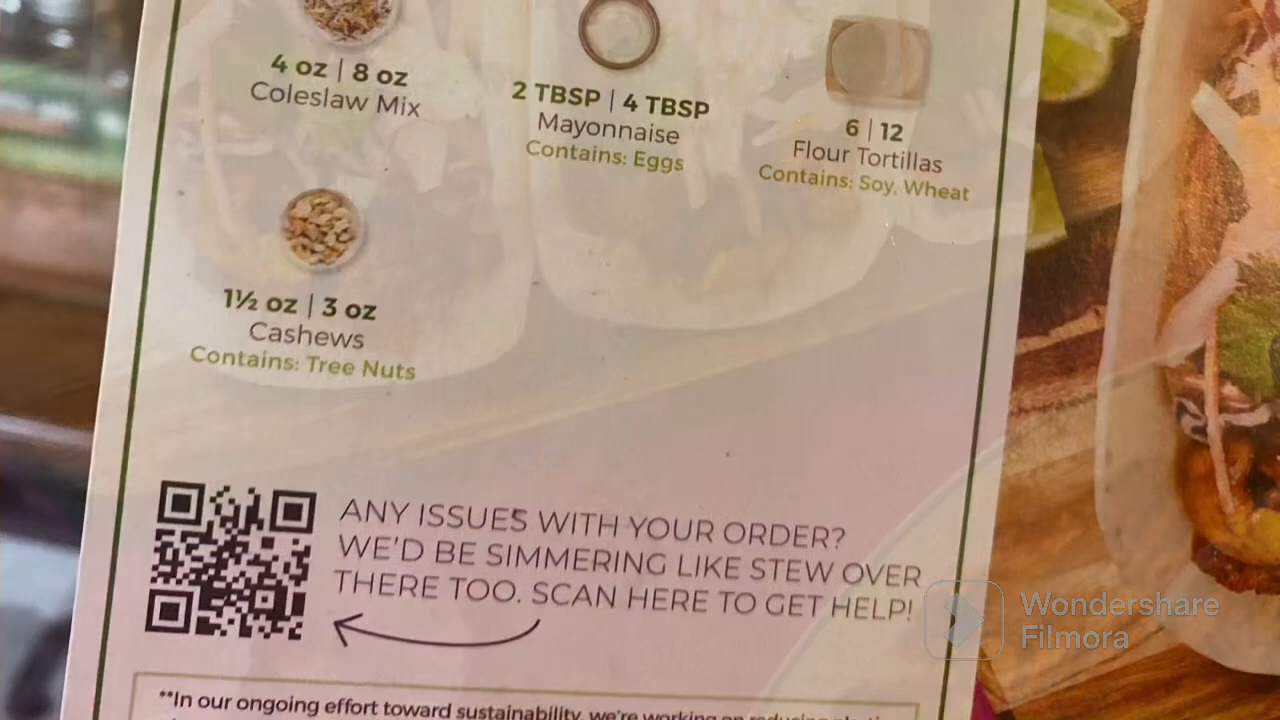 4 oz | 8 oz
Coleslaw Mix
2 TBSP | 4 TBSP
Mayonnaise
Contains: Eggs
6 | 12
Flour Tortillas
Contains: Soy, Wheat
1½ oz | 3 oz
Cashews
Contains: Tree Nuts
ANY ISSUES WITH YOUR ORDER?
WE'D BE SIMMERING LIKE STEW OVER
THERE TOO. SCAN HERE TO GET HELP!
Wondershare
Filmora
**In our ongoing effort toward sustainability, we're working on reducing